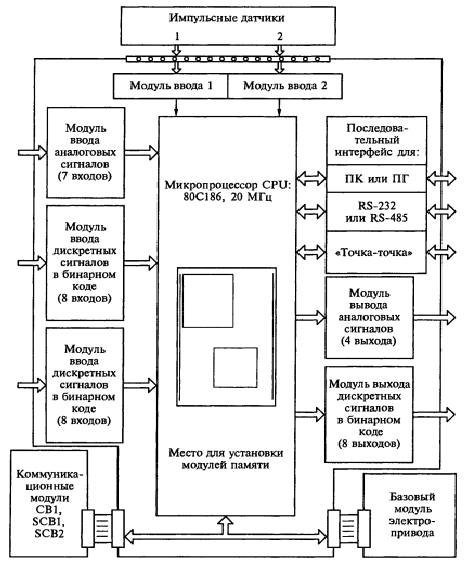 Импульсные датчики
1
2
Модуль ввода 1
Модуль ввода 2
Модуль
ввода
аналоговых
сигналов
(7 входов)
Модуль
ввода
дискретных
сигналов
в бинарном
коде
(8 входов)
Модуль
ввода
дискретных
сигналов
в бинарном
коде
(8 входов)
Микропроцессор CPU:
80C186, 20 МГц
Место для установки
модулей памяти
Последова-
тельный
интерфейс для:
ПК или ПГ
RS-232
или RS-485
«Точка-точка»
Модуль
вывода
аналоговых
сигналов
(4 выхода)
Модуль выхода
дискретных
сигналов
в бинарном
коде
(8 выходов)
Коммуника-
ционные
модули
CB1,
SCB1,
SCB2
Базовый
модуль
электро-
привода